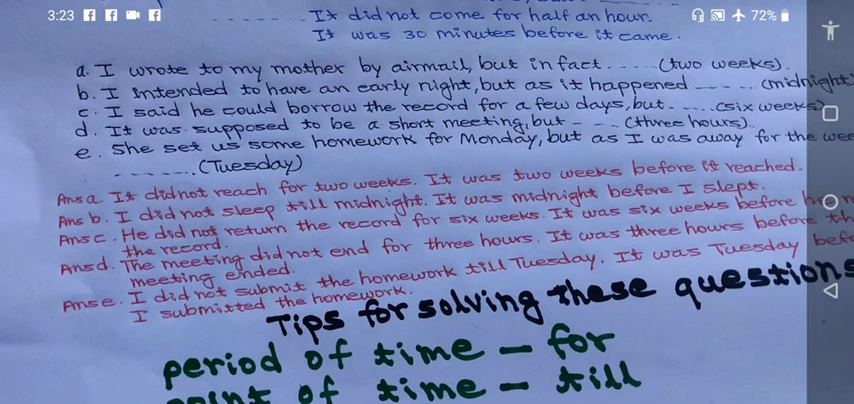 3:23
72%
It did not come for half an hour.
It was 30 minutes before it came.
a. I wrote to my mother by airmail, but in fact ..... (two weeks).
b. I intended to have an early night, but as it happened ...... (midnight)
c. I said he could borrow the record for a few days, but ...... (six weeks)
d. It was supposed to be a short meeting, but - - .. (three hours).
e. She set us some homework for Monday, but as I was away for the
......... (Tuesday)
Ans a. It did not reach for two weeks. It was two weeks before it reached.
Ans b. I did not sleep till midnight. It was midnight before I slept.
Ans c. He did not return the record for six weeks. It was six weeks before
the record.
Ans d. The meeting did not end for three hours. It was three hours before
meeting ended.
Ans e. I did not submit the homework till Tuesday. It was Tuesday
I submitted the homework.
Tips for solving these questions
period of time - for
point of time - till